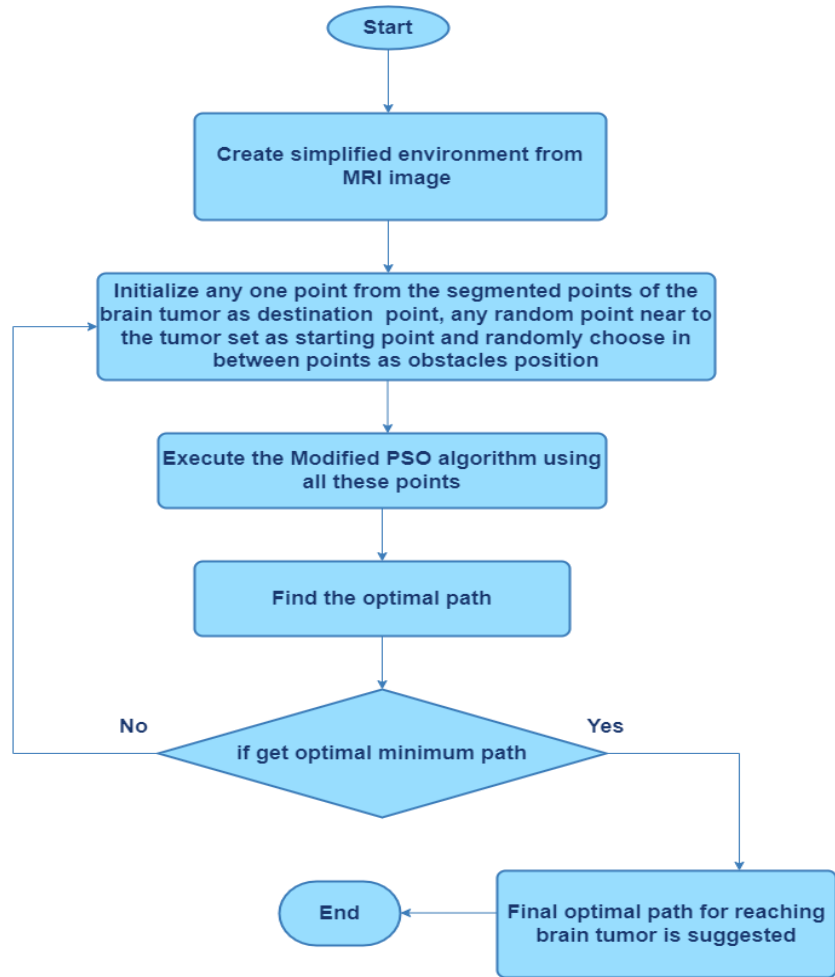 Start
Create simplified environment from
MRI image
Initialize any one point from the segmented points of the
brain tumor as destination point, any random point near to
the tumor set as starting point and randomly choose in
between points as obstacles position
Execute the Modified PSO algorithm using
all these points
Find the optimal path
No
Yes
if get optimal minimum path
Final optimal path for reaching
brain tumor is suggested
End